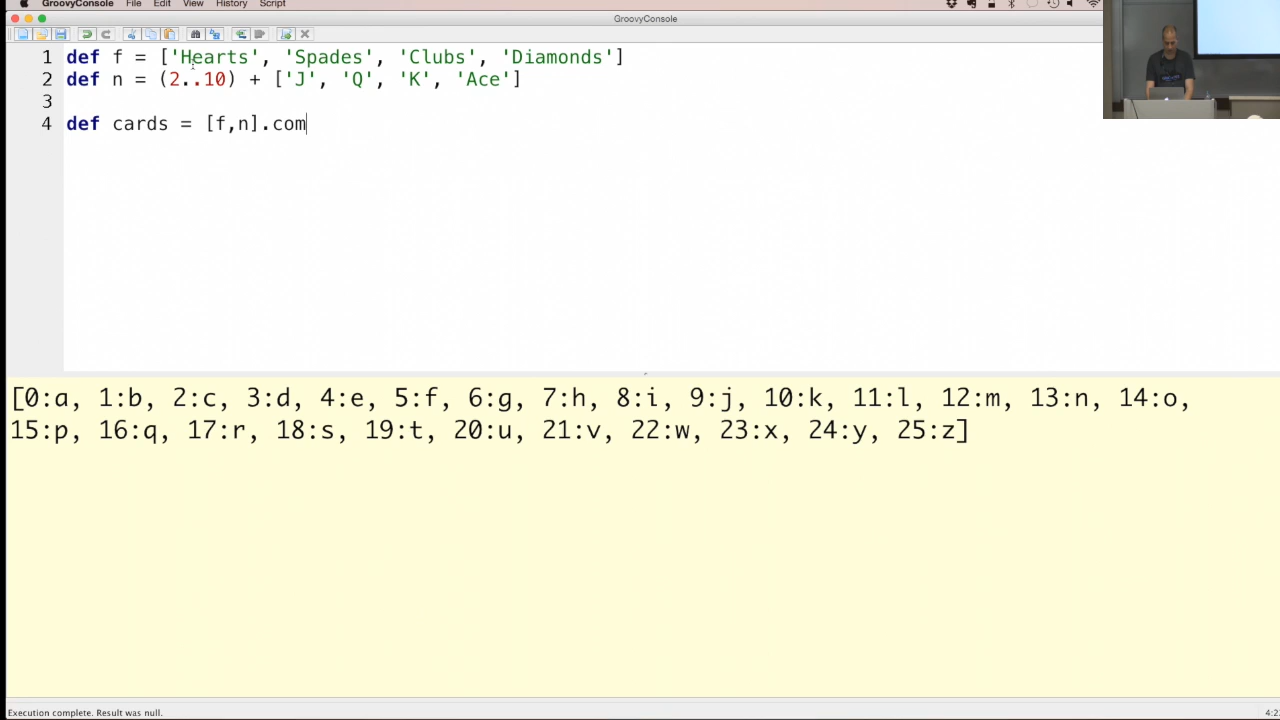 GroovyConsole File Edit View History Script
GroovyConsole
1 def f = ['Hearts', 'Spades', 'Clubs', 'Diamonds']
2 def n = (2..10) + ['J', 'Q', 'K', 'Ace']
3
4 def cards = [f,n].com
[0:a, 1:b, 2:c, 3:d, 4:e, 5:f, 6:g, 7:h, 8:i, 9:j, 10:k, 11:l, 12:m, 13:n, 14:o,
15:p, 16:q, 17:r, 18:s, 19:t, 20:u, 21:v, 22:w, 23:x, 24:y, 25:z]
Execution complete. Result was null.